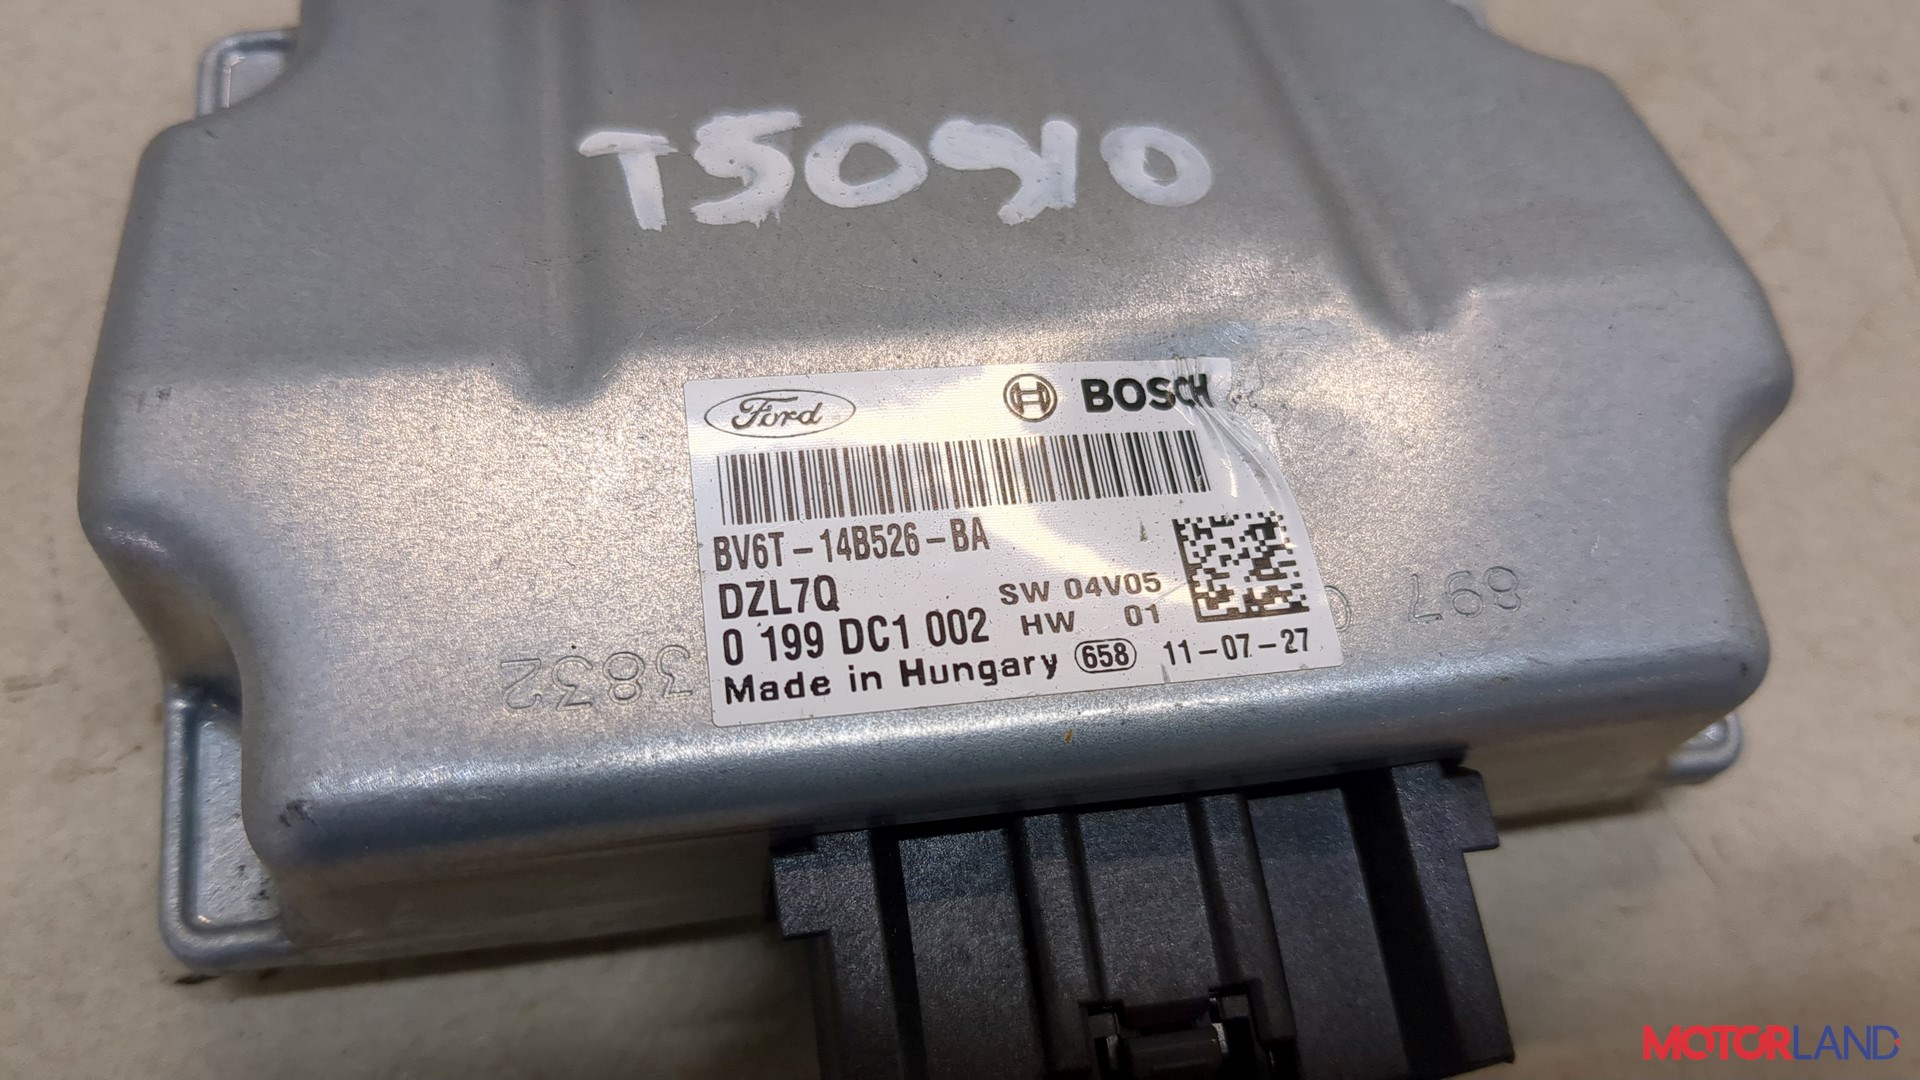 T50910
Ford
BOSCH
BV6T-14B526-BA
DZL7Q
SW 04V05
0 199 DC1 002
HW 01
Made in Hungary 658 11-07-27
3832
897
MOTORLAND